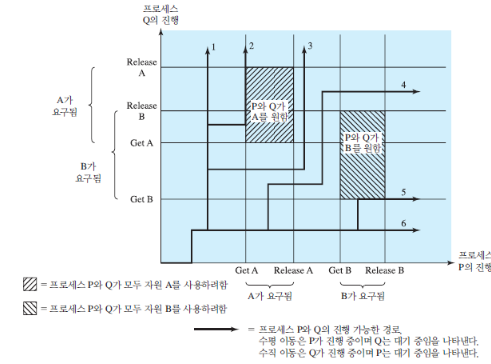 프로세스
Q의 진행
1
2
3
Release
A
4
A가
요구됨
Release
B
P와 Q가
A를 원함
P와 Q가
B를 원함
Get A
B가
요구됨
Get B
5
6
프로세스
P의 진행
Get A
Release A
Get B
Release B
A가 요구됨
B가 요구됨
= 프로세스 P와 Q가 모두 자원 A를 사용하려함
= 프로세스 P와 Q가 모두 자원 B를 사용하려함
= 프로세스 P와 Q의 진행 가능한 경로.
수평 이동은 P가 진행 중이며 Q는 대기 중임을 나타낸다.
수직 이동은 Q가 진행 중이며 P는 대기 중임을 나타낸다.